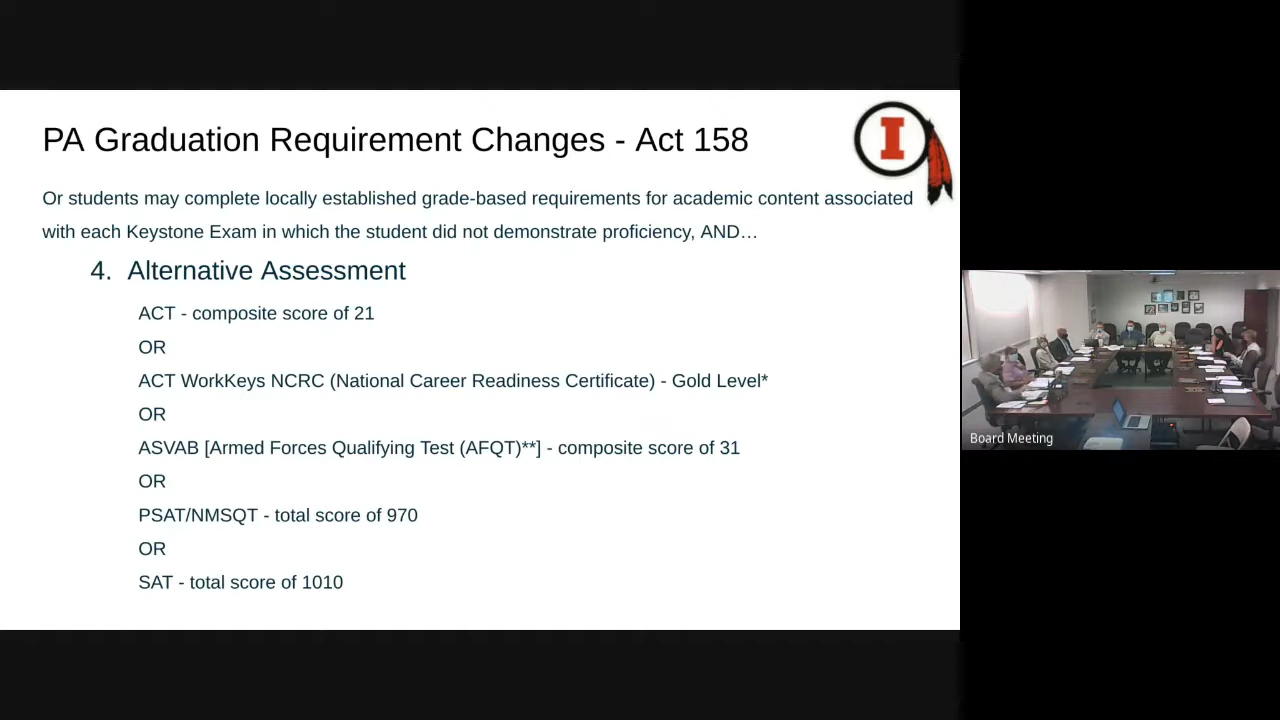 PA Graduation Requirement Changes - Act 158
I
Or students may complete locally established grade-based requirements for academic content associated
with each Keystone Exam in which the student did not demonstrate proficiency, AND…
4. Alternative Assessment
ACT - composite score of 21
OR
ACT WorkKeys NCRC (National Career Readiness Certificate) - Gold Level*
OR
ASVAB [Armed Forces Qualifying Test (AFQT)**] - composite score of 31
OR
PSAT/NMSQT - total score of 970
OR
SAT - total score of 1010
Board Meeting